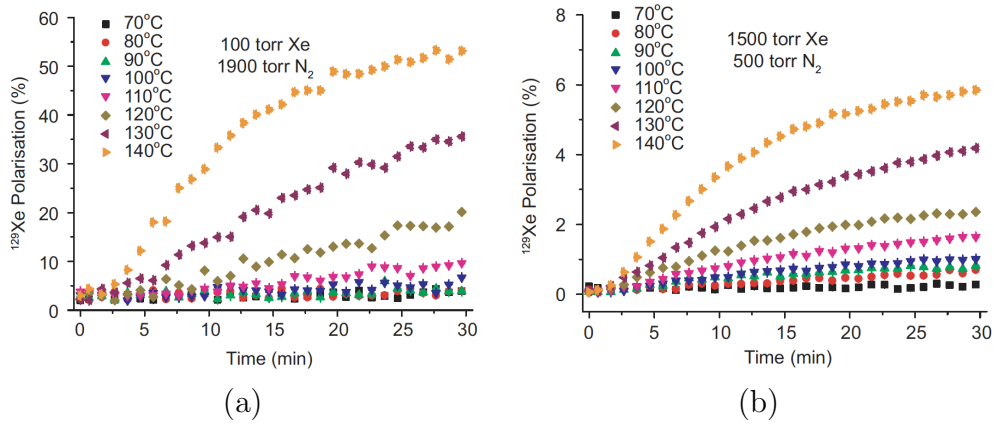 60
50
40
30
20
10
0
¹²⁹Xe Polarisation (%)
70°C
80°C
90°C
100°C
110°C
120°C
130°C
140°C
100 torr Xe
1900 torr N₂
0 5 10 15 20 25 30
Time (min)
(a)
8
6
4
2
0
¹²⁹Xe Polarisation (%)
70°C
80°C
90°C
100°C
110°C
120°C
130°C
140°C
1500 torr Xe
500 torr N₂
0 5 10 15 20 25 30
Time (min)
(b)